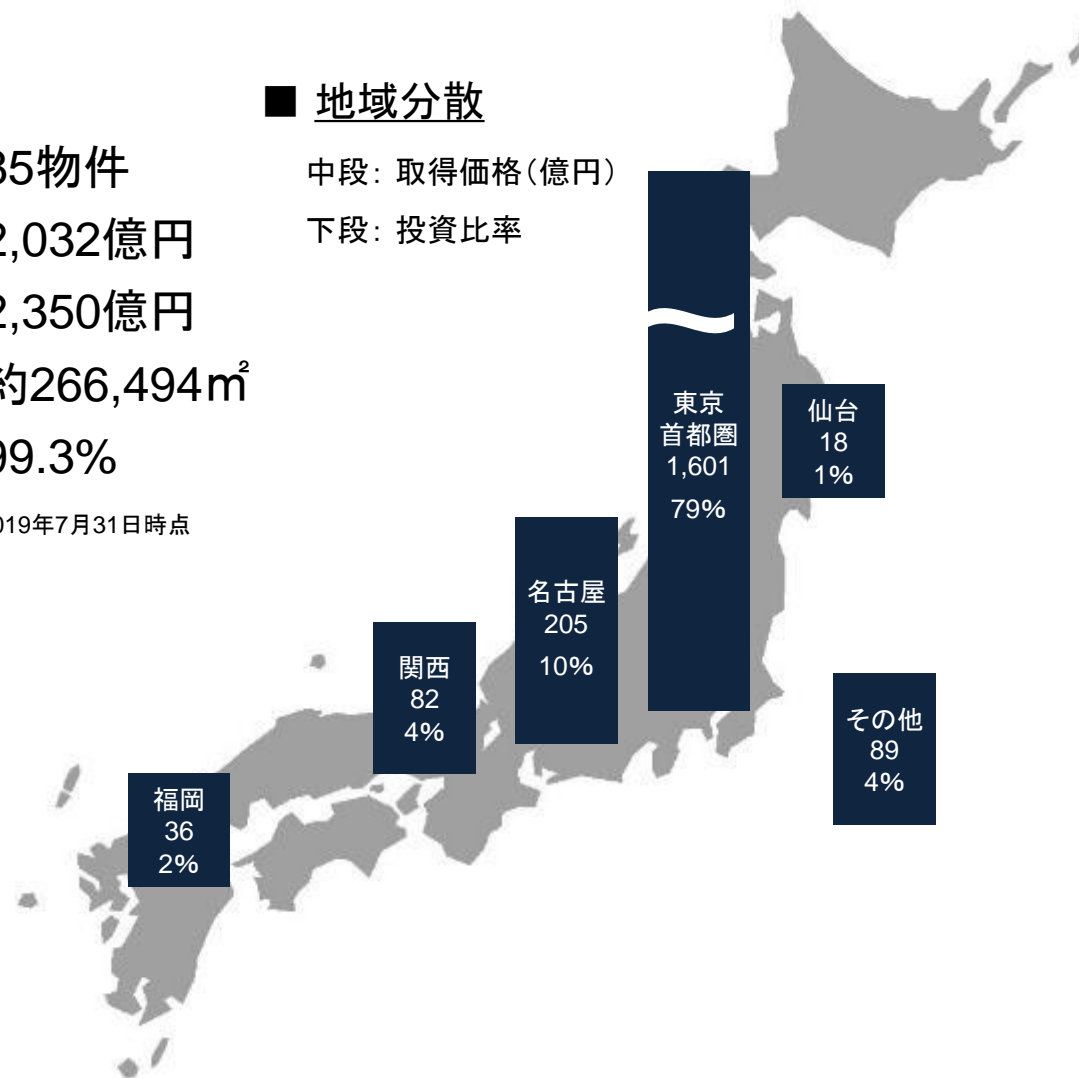 ■ 地域分散
中段: 取得価格(億円)
下段: 投資比率
35物件
2,032億円
2,350億円
約266,494㎡
99.3%
019年7月31日時点
東京
首都圏
1,601
79%
仙台
18
1%
名古屋
205
10%
関西
82
4%
その他
89
4%
福岡
36
2%